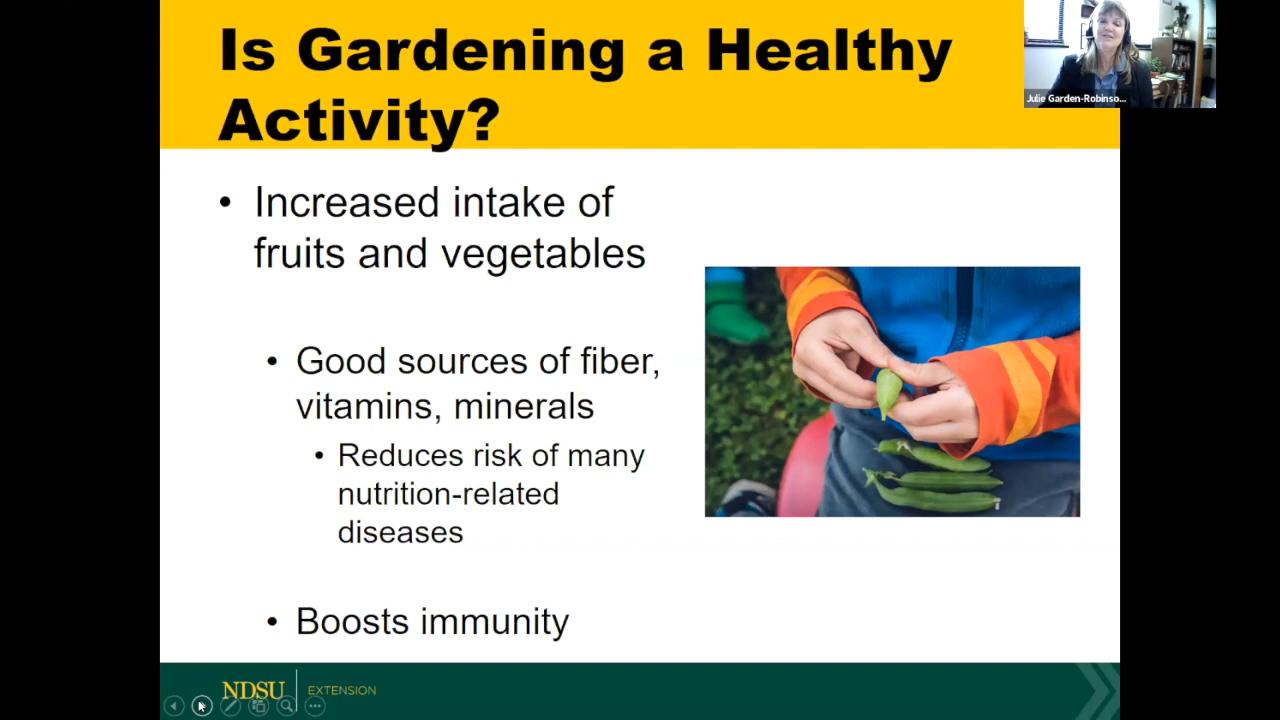 Is Gardening a Healthy
Activity?
Julie Garden-Robinso...
• Increased intake of
fruits and vegetables
• Good sources of fiber,
vitamins, minerals
• Reduces risk of many
nutrition-related
diseases
• Boosts immunity
NDSU EXTENSION